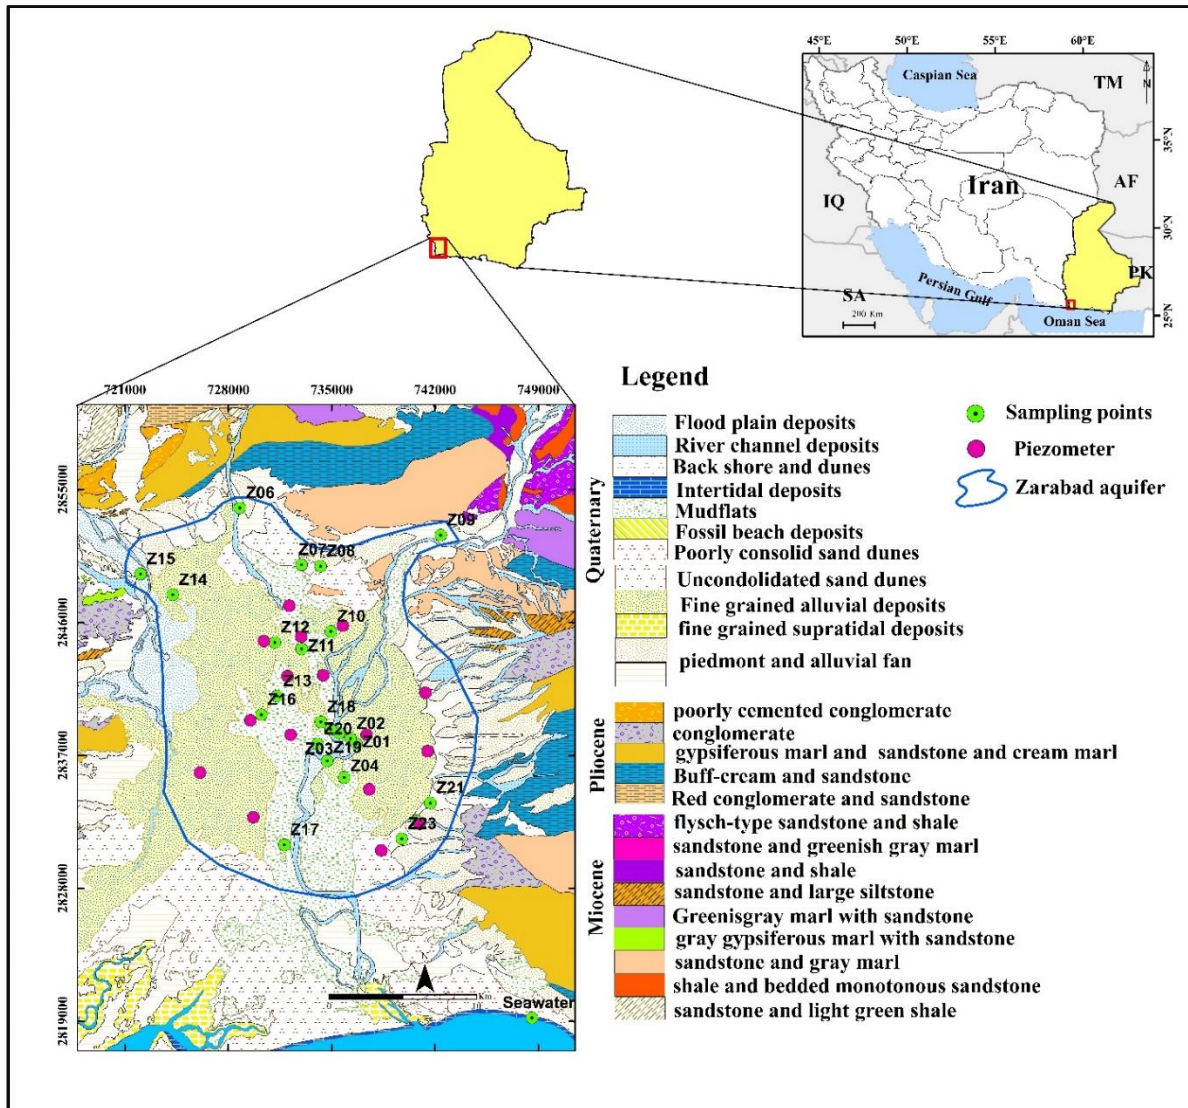 45°E 50°E 55°E 60°E
Caspian Sea
TM
N
35°N
Iran
AF
IQ
30°N
PK
Persian Gulf
SA
200 Km
Oman Sea
25°N
Legend
721000 728000 735000 742000 749000
Flood plain deposits
River channel deposits
Back shore and dunes
Intertidal deposits
Mudflats
Fossil beach deposits
Poorly consolid sand dunes
Uncondolidated sand dunes
Fine grained alluvial deposits
fine grained supratidal deposits
piedmont and alluvial fan
Quaternary
Sampling points
Piezometer
Zarabad aquifer
poorly cemented conglomerate
conglomerate
gypsiferous marl and sandstone and cream marl
Buff-cream and sandstone
Red conglomerate and sandstone
Pliocene
flysch-type sandstone and shale
sandstone and greenish gray marl
sandstone and shale
sandstone and large siltstone
Greenisgray marl with sandstone
gray gypsiferous marl with sandstone
sandstone and gray marl
shale and bedded monotonous sandstone
sandstone and light green shale
Miocene
2855000
2846000
2837000
2828000
2819000
Z06
Z09
Z07 Z08
Z15
Z14
Z10
Z12
Z11
Z13
Z16
Z18
Z20 Z02
Z03 Z19 Z01
Z04
Z21
Z23
Z17
0 10
Km
Seawater